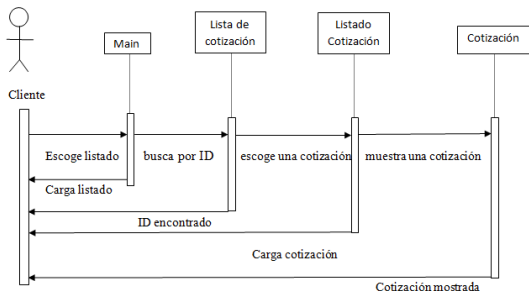 Main
Lista de
cotización
Listado
Cotización
Cotización
Cliente
Escoge listado
busca por ID
escoge una cotización
muestra una cotización
Carga listado
ID encontrado
Carga cotización
Cotización mostrada